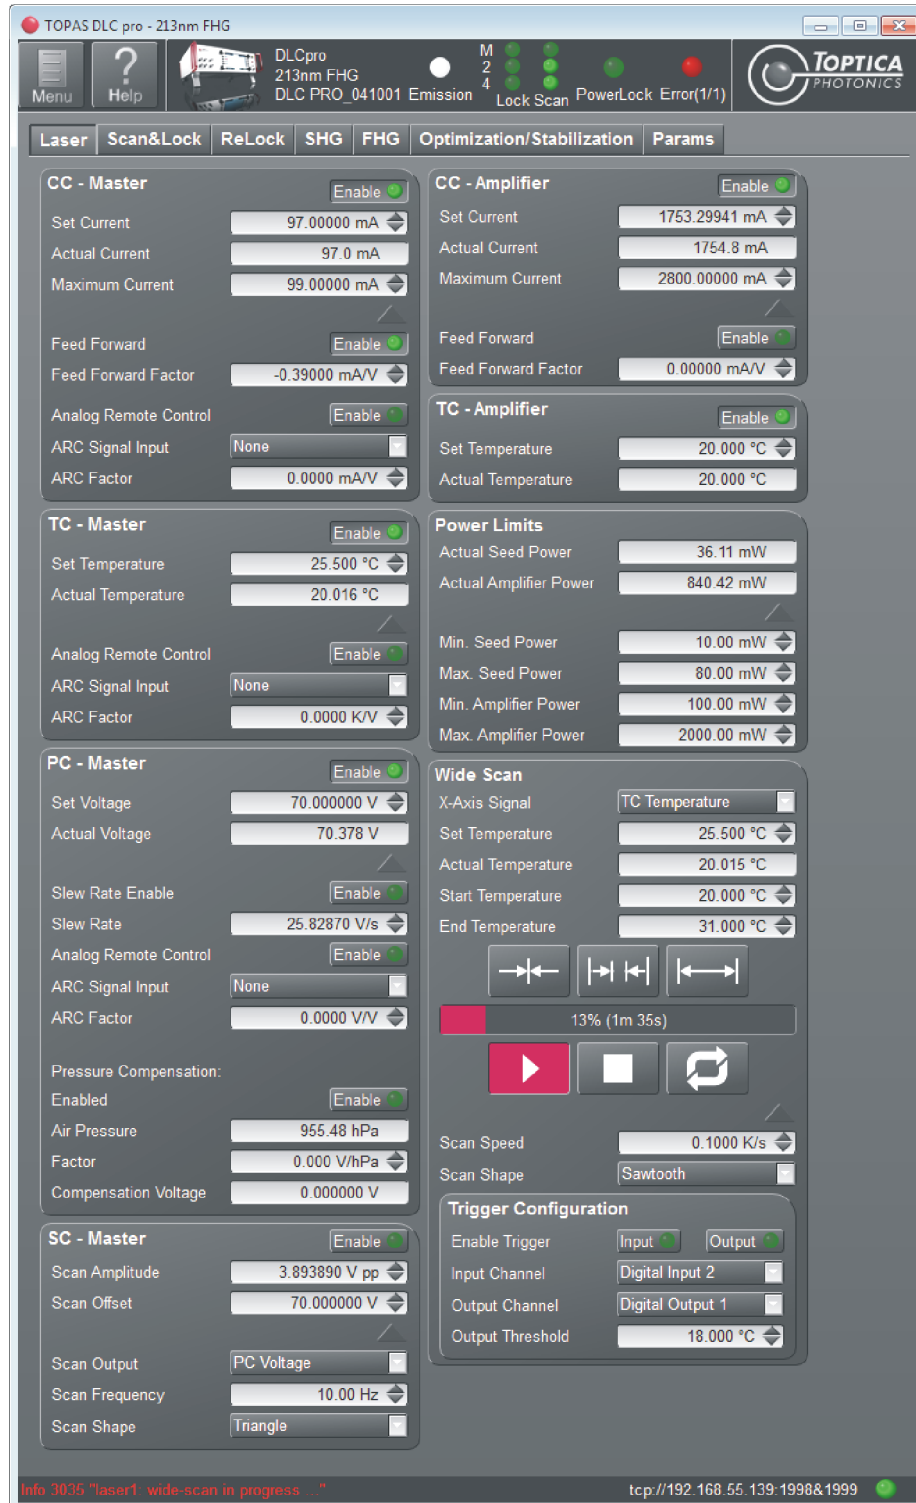 TOPAS DLC pro - 213nm FHG
Menu
Help
DLCpro
213nm FHG
DLC PRO_041001
Emission
M
2
4
Lock Scan
PowerLock
Error(1/1)
TOPTICA
PHOTONICS
Laser
Scan&Lock
ReLock
SHG
FHG
Optimization/Stabilization
Params
CC - Master
Enable
Set Current 97.00000 mA
Actual Current 97.0 mA
Maximum Current 99.00000 mA
Feed Forward Enable
Feed Forward Factor -0.39000 mA/V
Analog Remote Control Enable
ARC Signal Input None
ARC Factor 0.0000 mA/V
TC - Master
Enable
Set Temperature 25.500 °C
Actual Temperature 20.016 °C
Analog Remote Control Enable
ARC Signal Input None
ARC Factor 0.0000 K/V
PC - Master
Enable
Set Voltage 70.000000 V
Actual Voltage 70.378 V
Slew Rate Enable Enable
Slew Rate 25.82870 V/s
Analog Remote Control Enable
ARC Signal Input None
ARC Factor 0.0000 V/V
Pressure Compensation:
Enabled Enable
Air Pressure 955.48 hPa
Factor 0.000 V/hPa
Compensation Voltage 0.000000 V
SC - Master
Enable
Scan Amplitude 3.893890 V pp
Scan Offset 70.000000 V
Scan Output PC Voltage
Scan Frequency 10.00 Hz
Scan Shape Triangle
CC - Amplifier
Enable
Set Current 1753.29941 mA
Actual Current 1754.8 mA
Maximum Current 2800.00000 mA
Feed Forward Enable
Feed Forward Factor 0.00000 mA/V
TC - Amplifier
Enable
Set Temperature 20.000 °C
Actual Temperature 20.000 °C
Power Limits
Actual Seed Power 36.11 mW
Actual Amplifier Power 840.42 mW
Min. Seed Power 10.00 mW
Max. Seed Power 80.00 mW
Min. Amplifier Power 100.00 mW
Max. Amplifier Power 2000.00 mW
Wide Scan
X-Axis Signal TC Temperature
Set Temperature 25.500 °C
Actual Temperature 20.015 °C
Start Temperature 20.000 °C
End Temperature 31.000 °C
13% (1m 35s)
Scan Speed 0.1000 K/s
Scan Shape Sawtooth
Trigger Configuration
Enable Trigger Input Output
Input Channel Digital Input 2
Output Channel Digital Output 1
Output Threshold 18.000 °C
Info 3035 "laser1: wide-scan in progress ..."
tcp://192.168.55.139:1998&1999